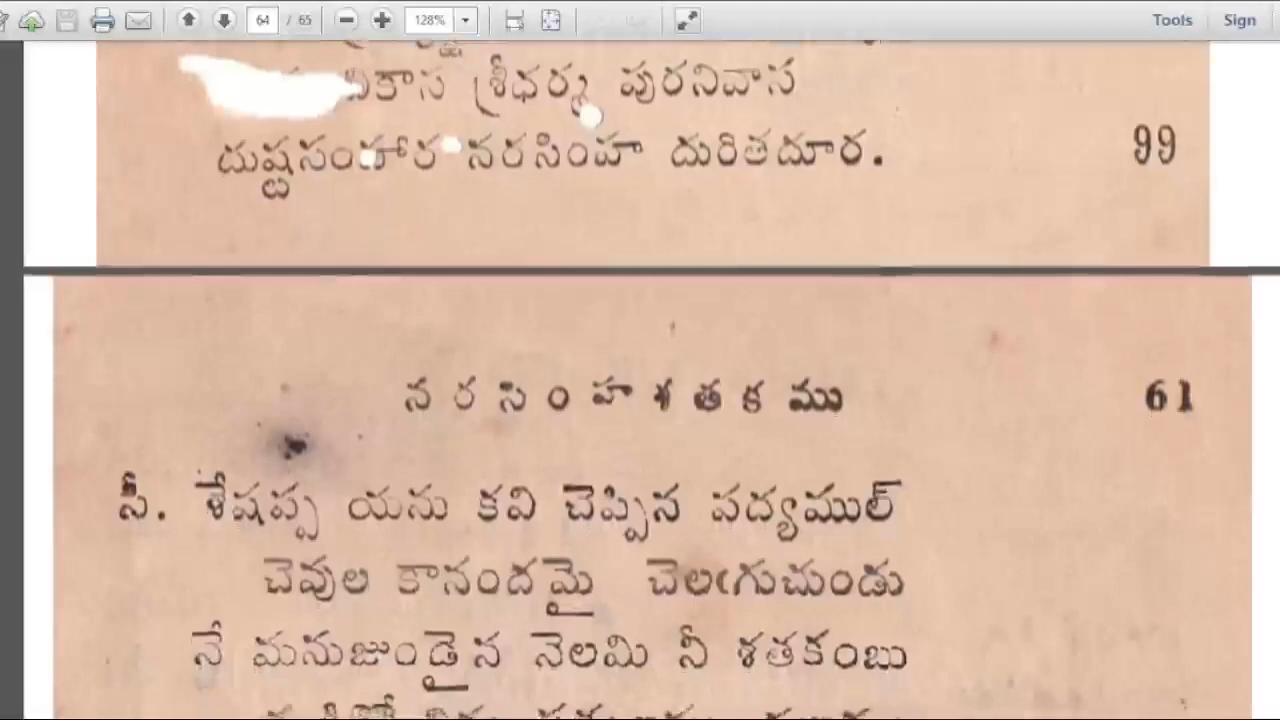 64 / 65 128% Tools Sign
శ్రీధర్మ పురనివాస
దుష్టసంహార నరసింహ దురితదూర. 99
నరసింహశతకము 61
సీ. శేషప్ప యను కవి చెప్పిన పద్యముల్
చెవుల కానందమై చెలఁగుచుండు
నే మనుజుండైన నెలమి నీ శతకంబు